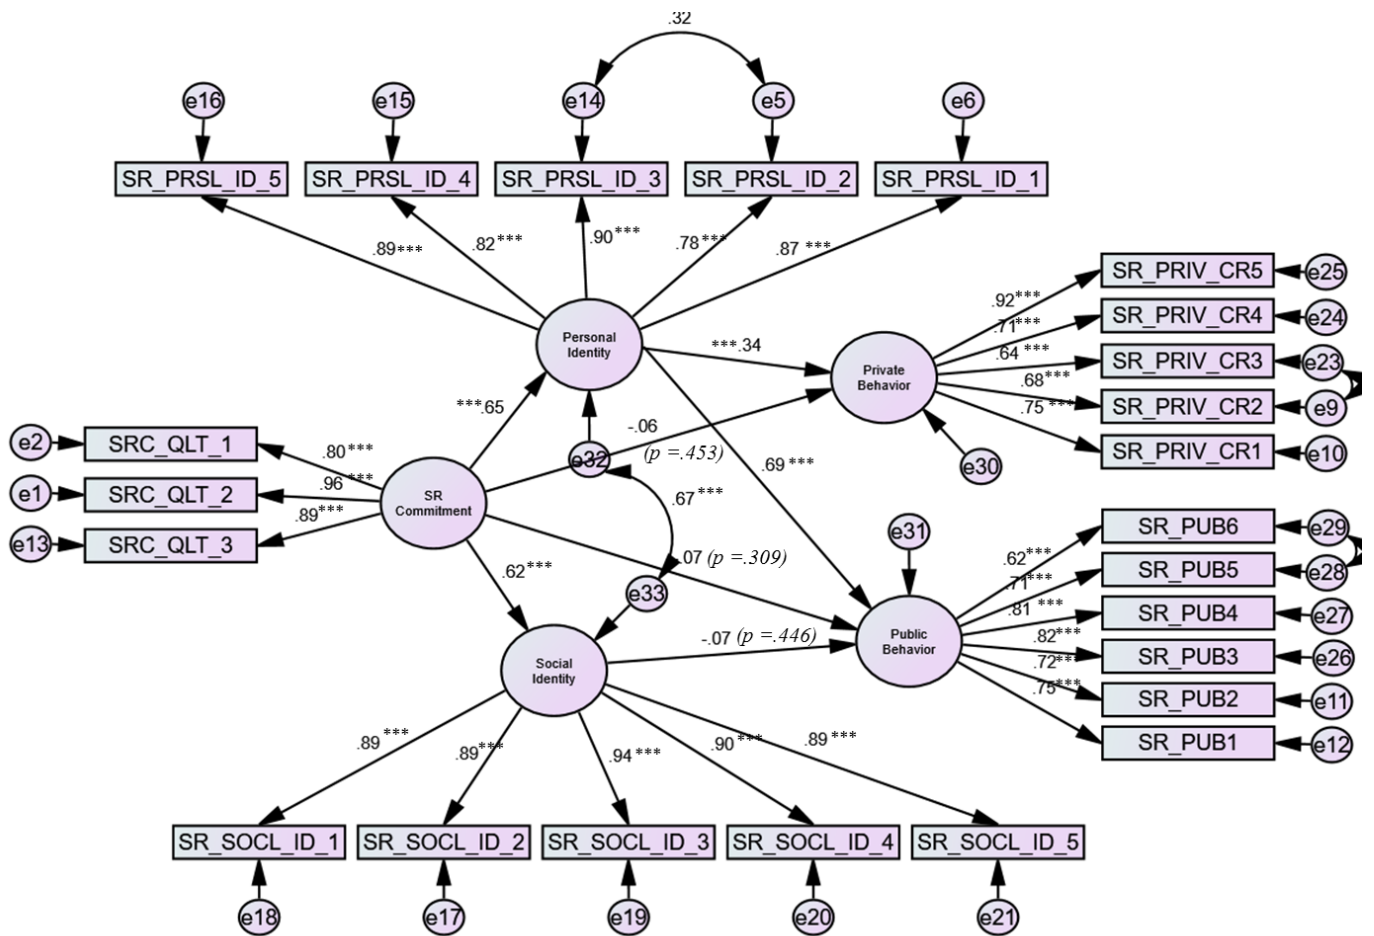 .32
e16 e15 e14 e5 e6
SR_PRSL_ID_5 SR_PRSL_ID_4 SR_PRSL_ID_3 SR_PRSL_ID_2 SR_PRSL_ID_1
.89*** .82*** .90*** .78*** .87 ***
SR_PRIV_CR5 e25
.92***
SR_PRIV_CR4 e24
.71***
Personal
Identity
***.34
.64 ***
SR_PRIV_CR3 e23
Private
Behavior
.68***
SR_PRIV_CR2 e9
.75 ***
SR_PRIV_CR1 e10
***.65
-.06
(p =.453)
e32
e30
e2 SRC_QLT_1 .80***
e1 SRC_QLT_2 .96 ***
e13 SRC_QLT_3 .89***
SR
Commitment
.69 ***
.67***
e31
SR_PUB6 e29
.62***
.07 (p =.309)
.62***
SR_PUB5 e28
.71***
e33
.81 ***
SR_PUB4 e27
Public
Behavior
.82***
SR_PUB3 e26
-.07 (p =.446)
Social
Identity
.72***
SR_PUB2 e11
.75***
SR_PUB1 e12
.89 *** .89*** .94 *** .90 *** .89 ***
SR_SOCL_ID_1 SR_SOCL_ID_2 SR_SOCL_ID_3 SR_SOCL_ID_4 SR_SOCL_ID_5
e18 e17 e19 e20 e21